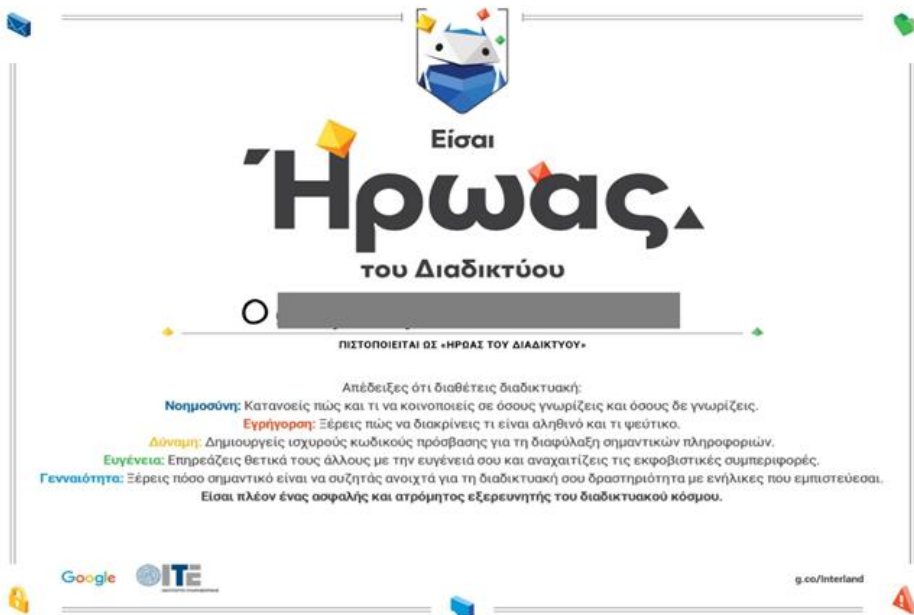 Είσαι
Ήρωας
του Διαδικτύου
Ο
ΠΙΣΤΟΠΟΙΕΙΤΑΙ ΩΣ «ΗΡΩΑΣ ΤΟΥ ΔΙΑΔΙΚΤΥΟΥ»
Απέδειξες ότι διαθέτεις διαδικτυακή:
Νοημοσύνη: Κατανοείς πώς και τι να κοινοποιείς σε όσους γνωρίζεις και όσους δε γνωρίζεις.
Εγρήγορση: Ξέρεις πώς να διακρίνεις τι είναι αληθινό και τι ψεύτικο.
Δύναμη: Δημιουργείς ισχυρούς κωδικούς πρόσβασης για τη διαφύλαξη σημαντικών πληροφοριών.
Ευγένεια: Επηρεάζεις θετικά τους άλλους με την ευγένειά σου και αναχαιτίζεις τις εκφοβιστικές συμπεριφορές.
Γενναιότητα: Ξέρεις πόσο σημαντικό είναι να συζητάς ανοιχτά για τη διαδικτυακή σου δραστηριότητα με ενήλικες που εμπιστεύεσαι.
Είσαι πλέον ένας ασφαλής και ατρόμητος εξερευνητής του διαδικτυακού κόσμου.
Google ΙΤΕ
g.co/Interland